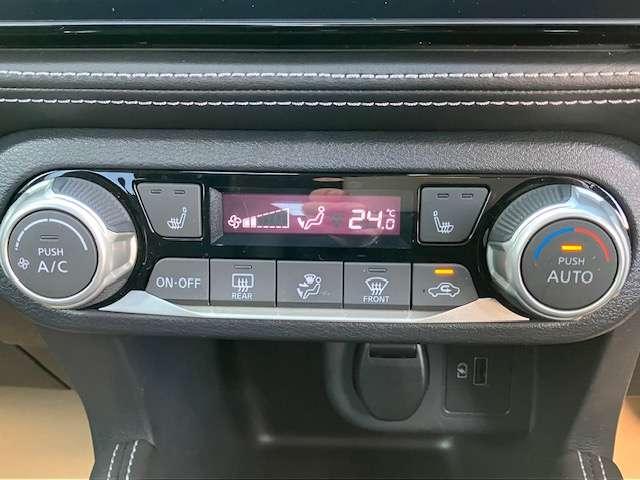 24.0 °C
PUSH
A/C
ON·OFF
REAR
FRONT
PUSH
AUTO